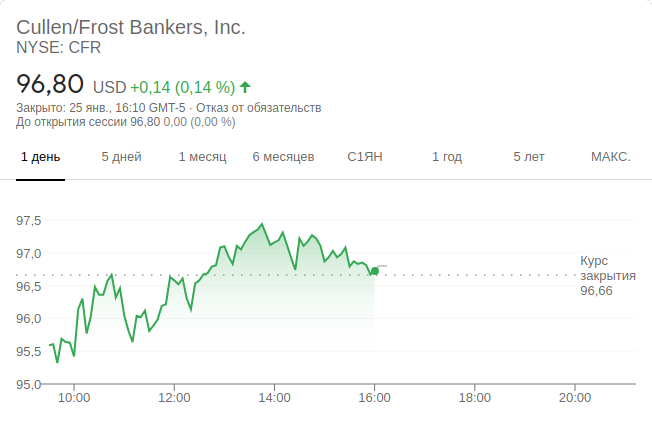 Cullen/Frost Bankers, Inc.
NYSE: CFR
96,80 USD +0,14 (0,14 %)
Закрыто: 25 янв., 16:10 GMT-5 · Отказ от обязательств
До открытия сессии 96,80 0,00 (0,00 %)
1 день 5 дней 1 месяц 6 месяцев С1ЯН 1 год 5 лет МАКС.
97,5
97,0
96,5
96,0
95,5
95,0
Курс
закрытия
96,66
10:00 12:00 14:00 16:00 18:00 20:00